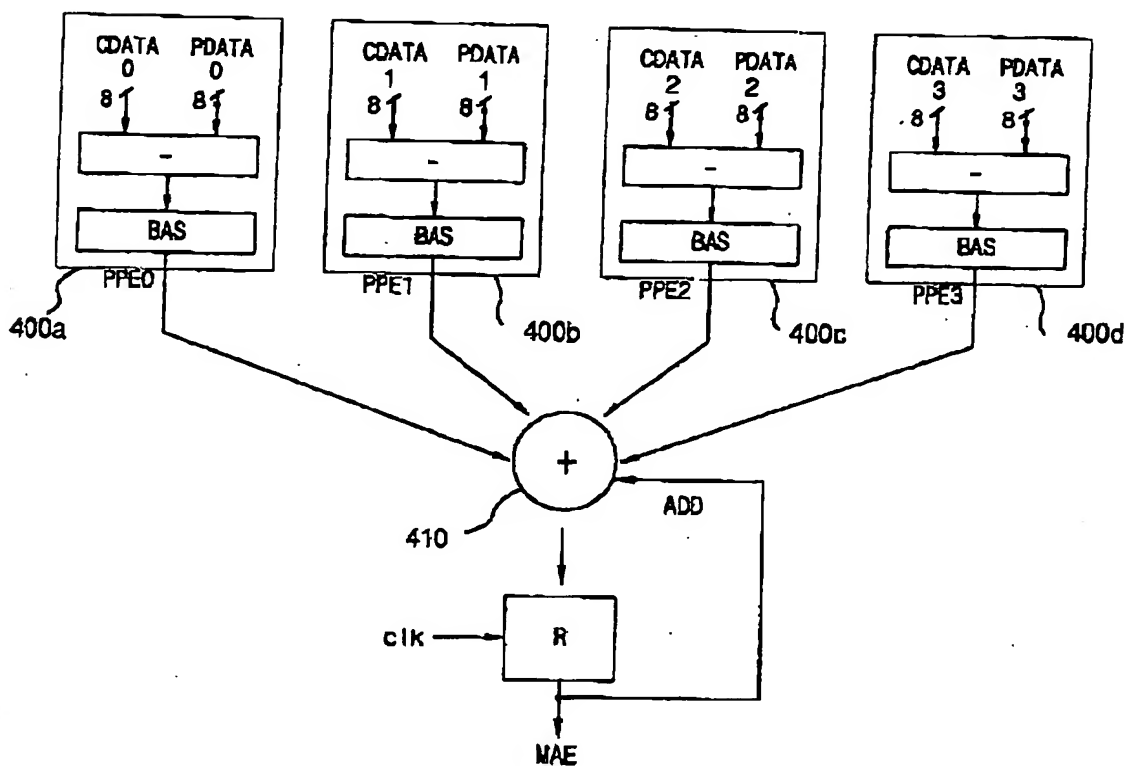 CDATA 0 PDATA 0
8 8
-
BAS
PPE0
400a
CDATA 1 PDATA 1
8 8
-
BAS
PPE1
400b
CDATA 2 PDATA 2
8 8
-
BAS
PPE2
400c
CDATA 3 PDATA 3
8 8
-
BAS
PPE3
400d
+
410
ADD
clk
R
MAE